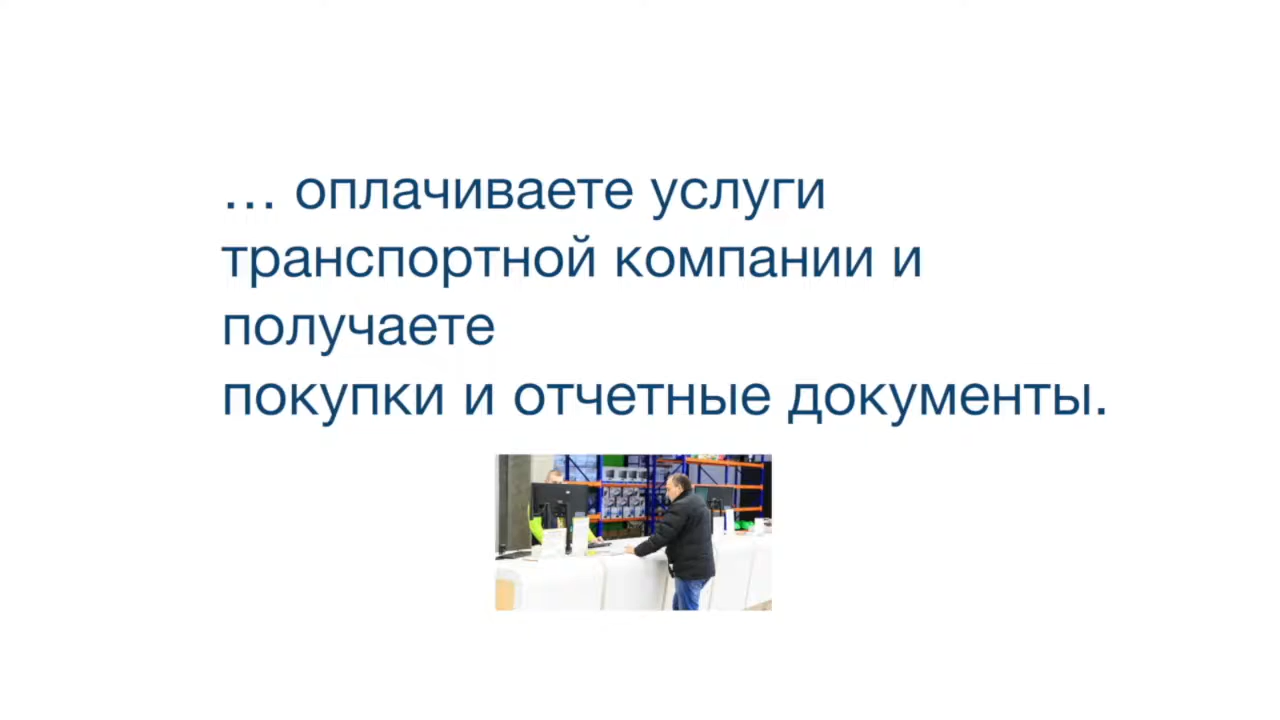 … оплачиваете услуги
транспортной компании и
получаете
покупки и отчетные документы.